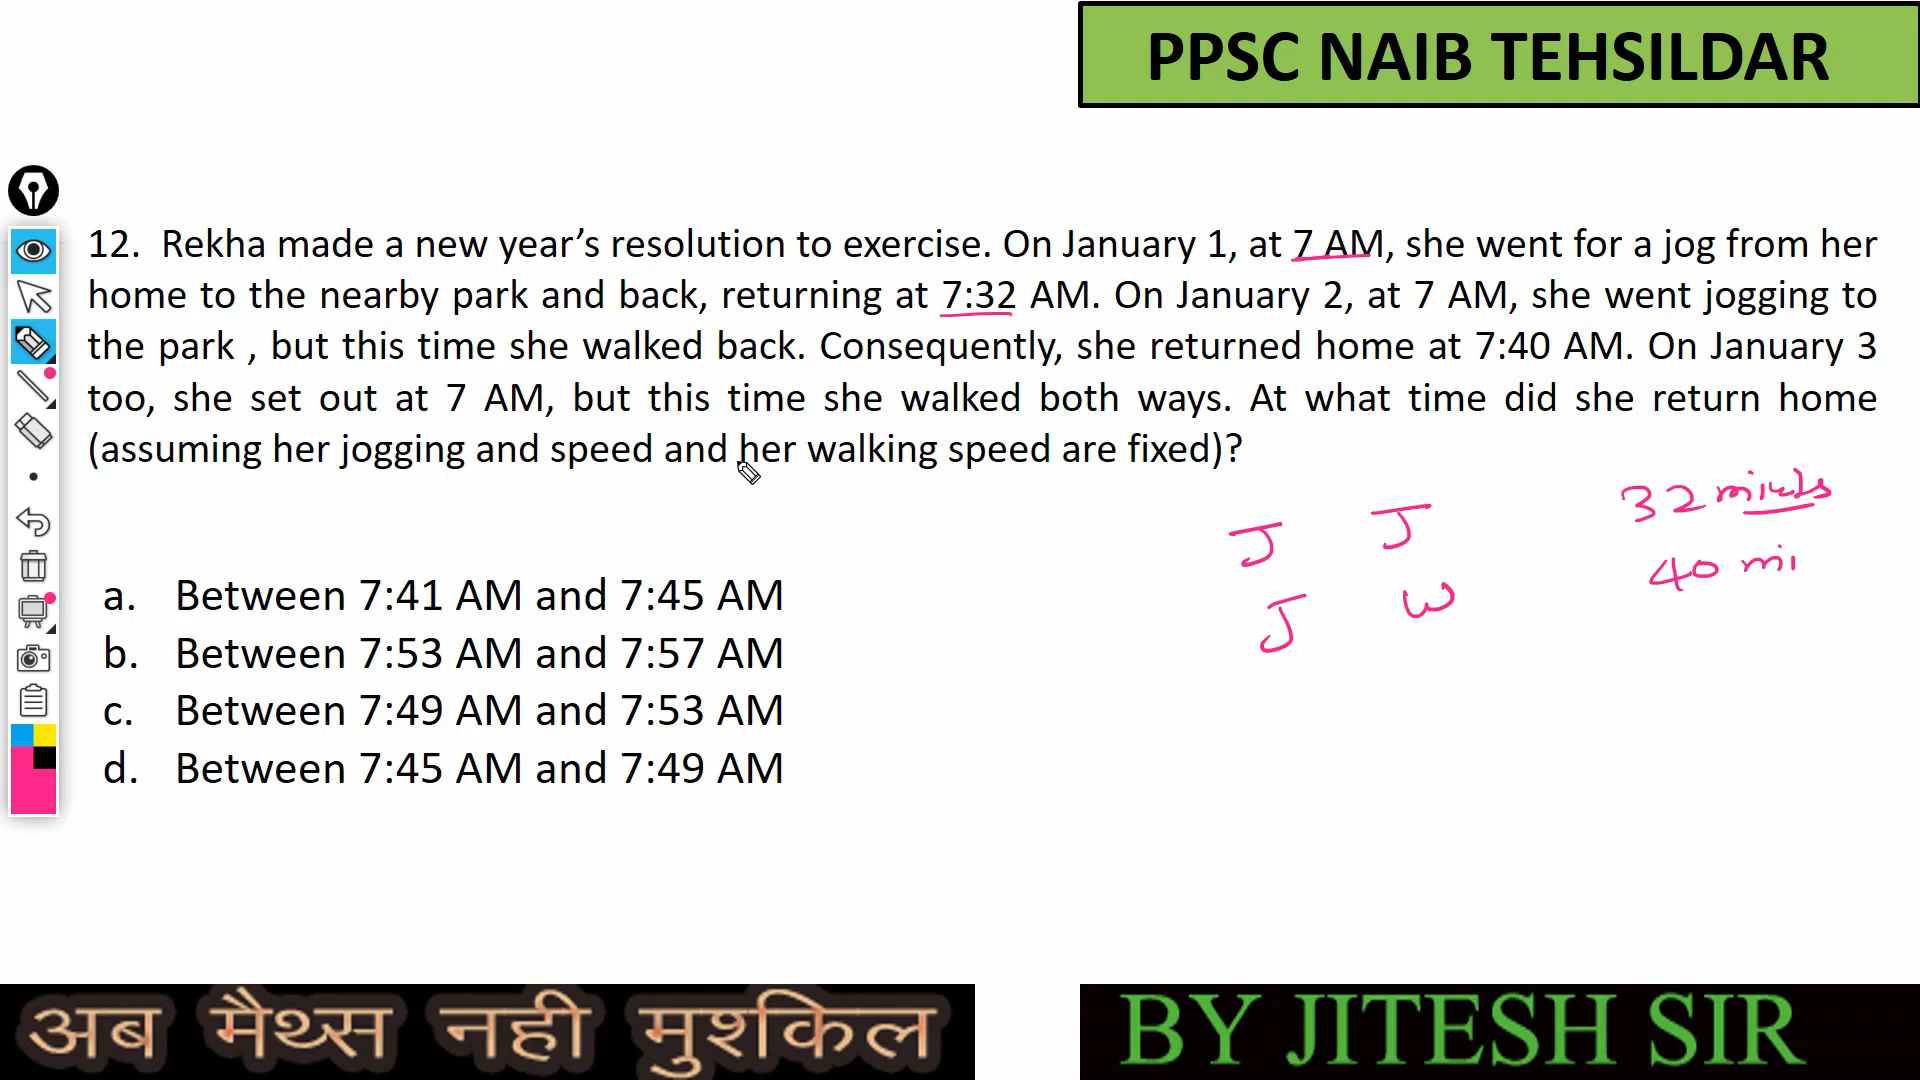 PPSC NAIB TEHSILDAR
12. Rekha made a new year’s resolution to exercise. On January 1, at 7 AM, she went for a jog from her
home to the nearby park and back, returning at 7:32 AM. On January 2, at 7 AM, she went jogging to
the park , but this time she walked back. Consequently, she returned home at 7:40 AM. On January 3
too, she set out at 7 AM, but this time she walked both ways. At what time did she return home
(assuming her jogging and speed and her walking speed are fixed)?
J J 32
J W 40 mi
a. Between 7:41 AM and 7:45 AM
b. Between 7:53 AM and 7:57 AM
c. Between 7:49 AM and 7:53 AM
d. Between 7:45 AM and 7:49 AM
अब मैथ्स नही मुश्किल
BY JITESH SIR